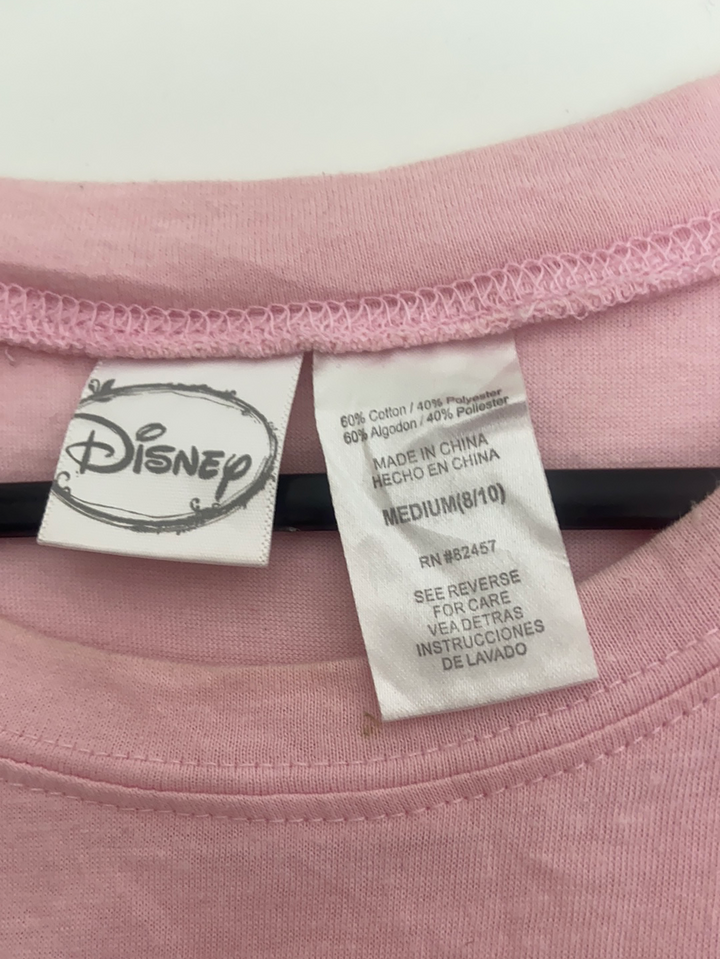 Disney
60% Cotton / 40% Polyester
60% Algodon / 40% Poliester
MADE IN CHINA
HECHO EN CHINA
MEDIUM(8/10)
RN #82457
SEE REVERSE
FOR CARE
VEA DETRAS
INSTRUCCIONES
DE LAVADO